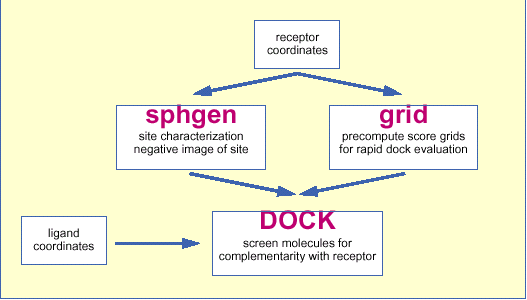 receptor
coordinates
sphgen
site characterization
negative image of site
grid
precompute score grids
for rapid dock evaluation
ligand
coordinates
DOCK
screen molecules for
complementarity with receptor